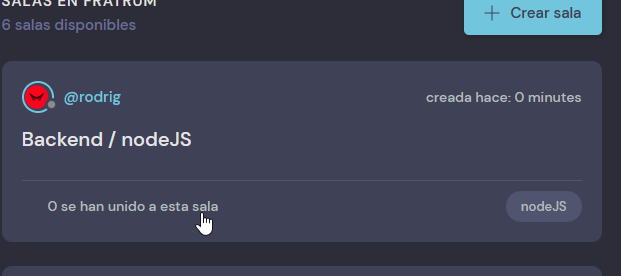 SALAS EN FRATRUM
6 salas disponibles
Crear sala
@rodrig
creada hace: 0 minutes
Backend / nodeJS
0 se han unido a esta sala
nodeJS